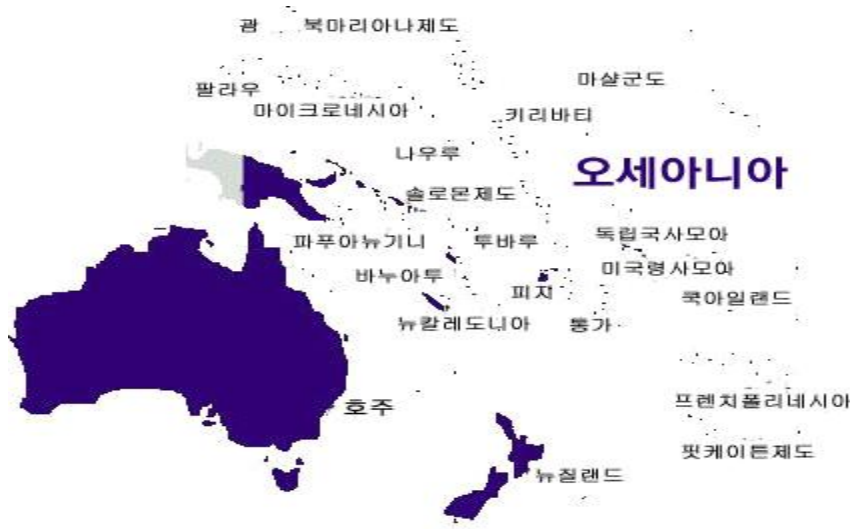 괌 북마리아나제도
마샬군도
팔라우
마이크로네시아
키리바티
나우루
오세아니아
솔로몬제도
파푸아뉴기니
투바루
독립국사모아
바누아투
미국령사모아
피지
쿡아일랜드
뉴칼레도니아
통가
프렌치폴리네시아
호주
핏케이튼제도
뉴질랜드